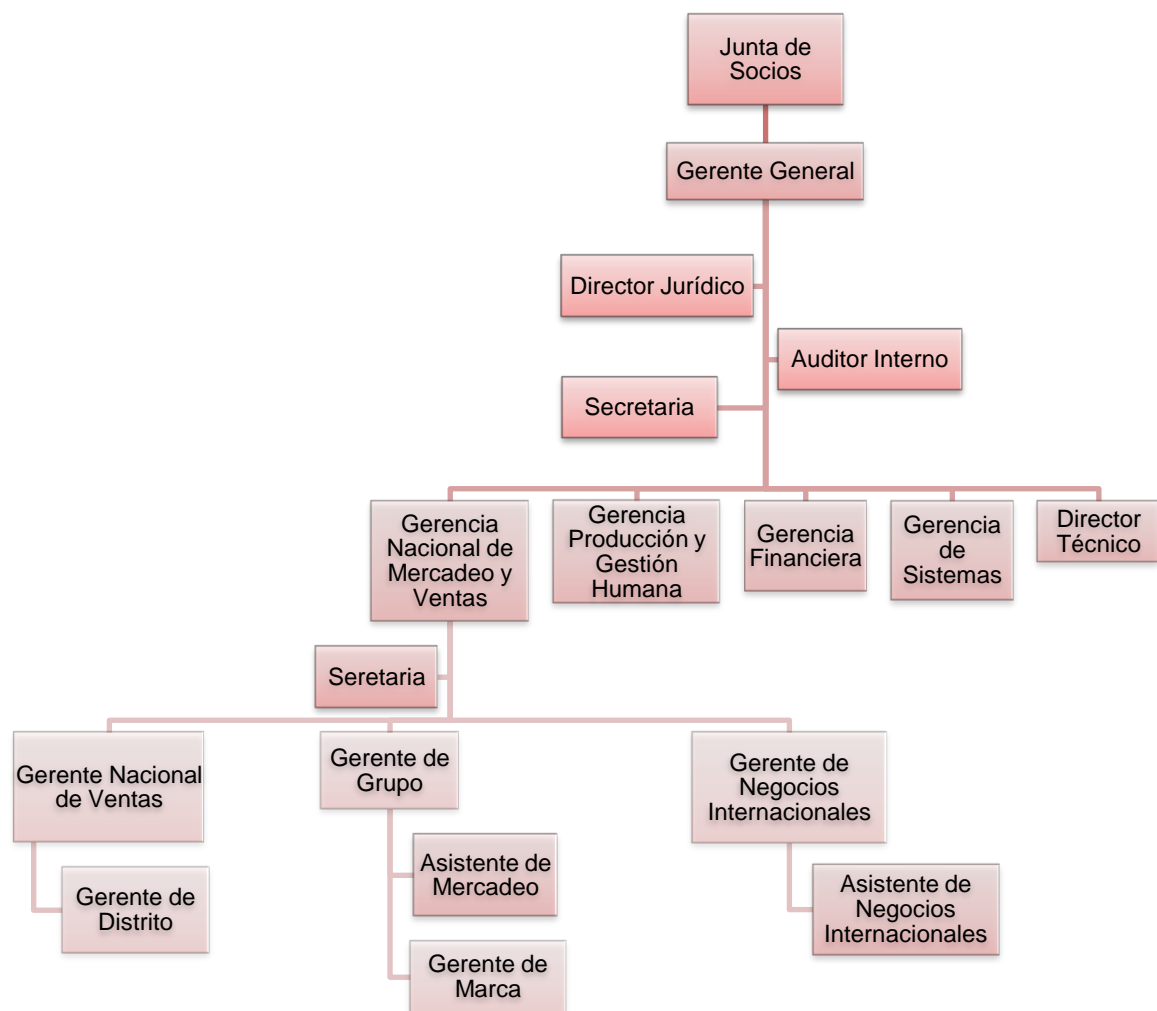 Junta de
Socios
Gerente General
Director Jurídico
Auditor Interno
Secretaria
Gerencia
Nacional de
Mercadeo y
Ventas
Gerencia
Producción y
Gestión
Humana
Gerencia
Financiera
Gerencia
de
Sistemas
Director
Técnico
Seretaria
Gerente Nacional
de Ventas
Gerente de
Grupo
Gerente de
Negocios
Internacionales
Gerente de
Distrito
Asistente de
Mercadeo
Gerente de
Marca
Asistente de
Negocios
Internacionales